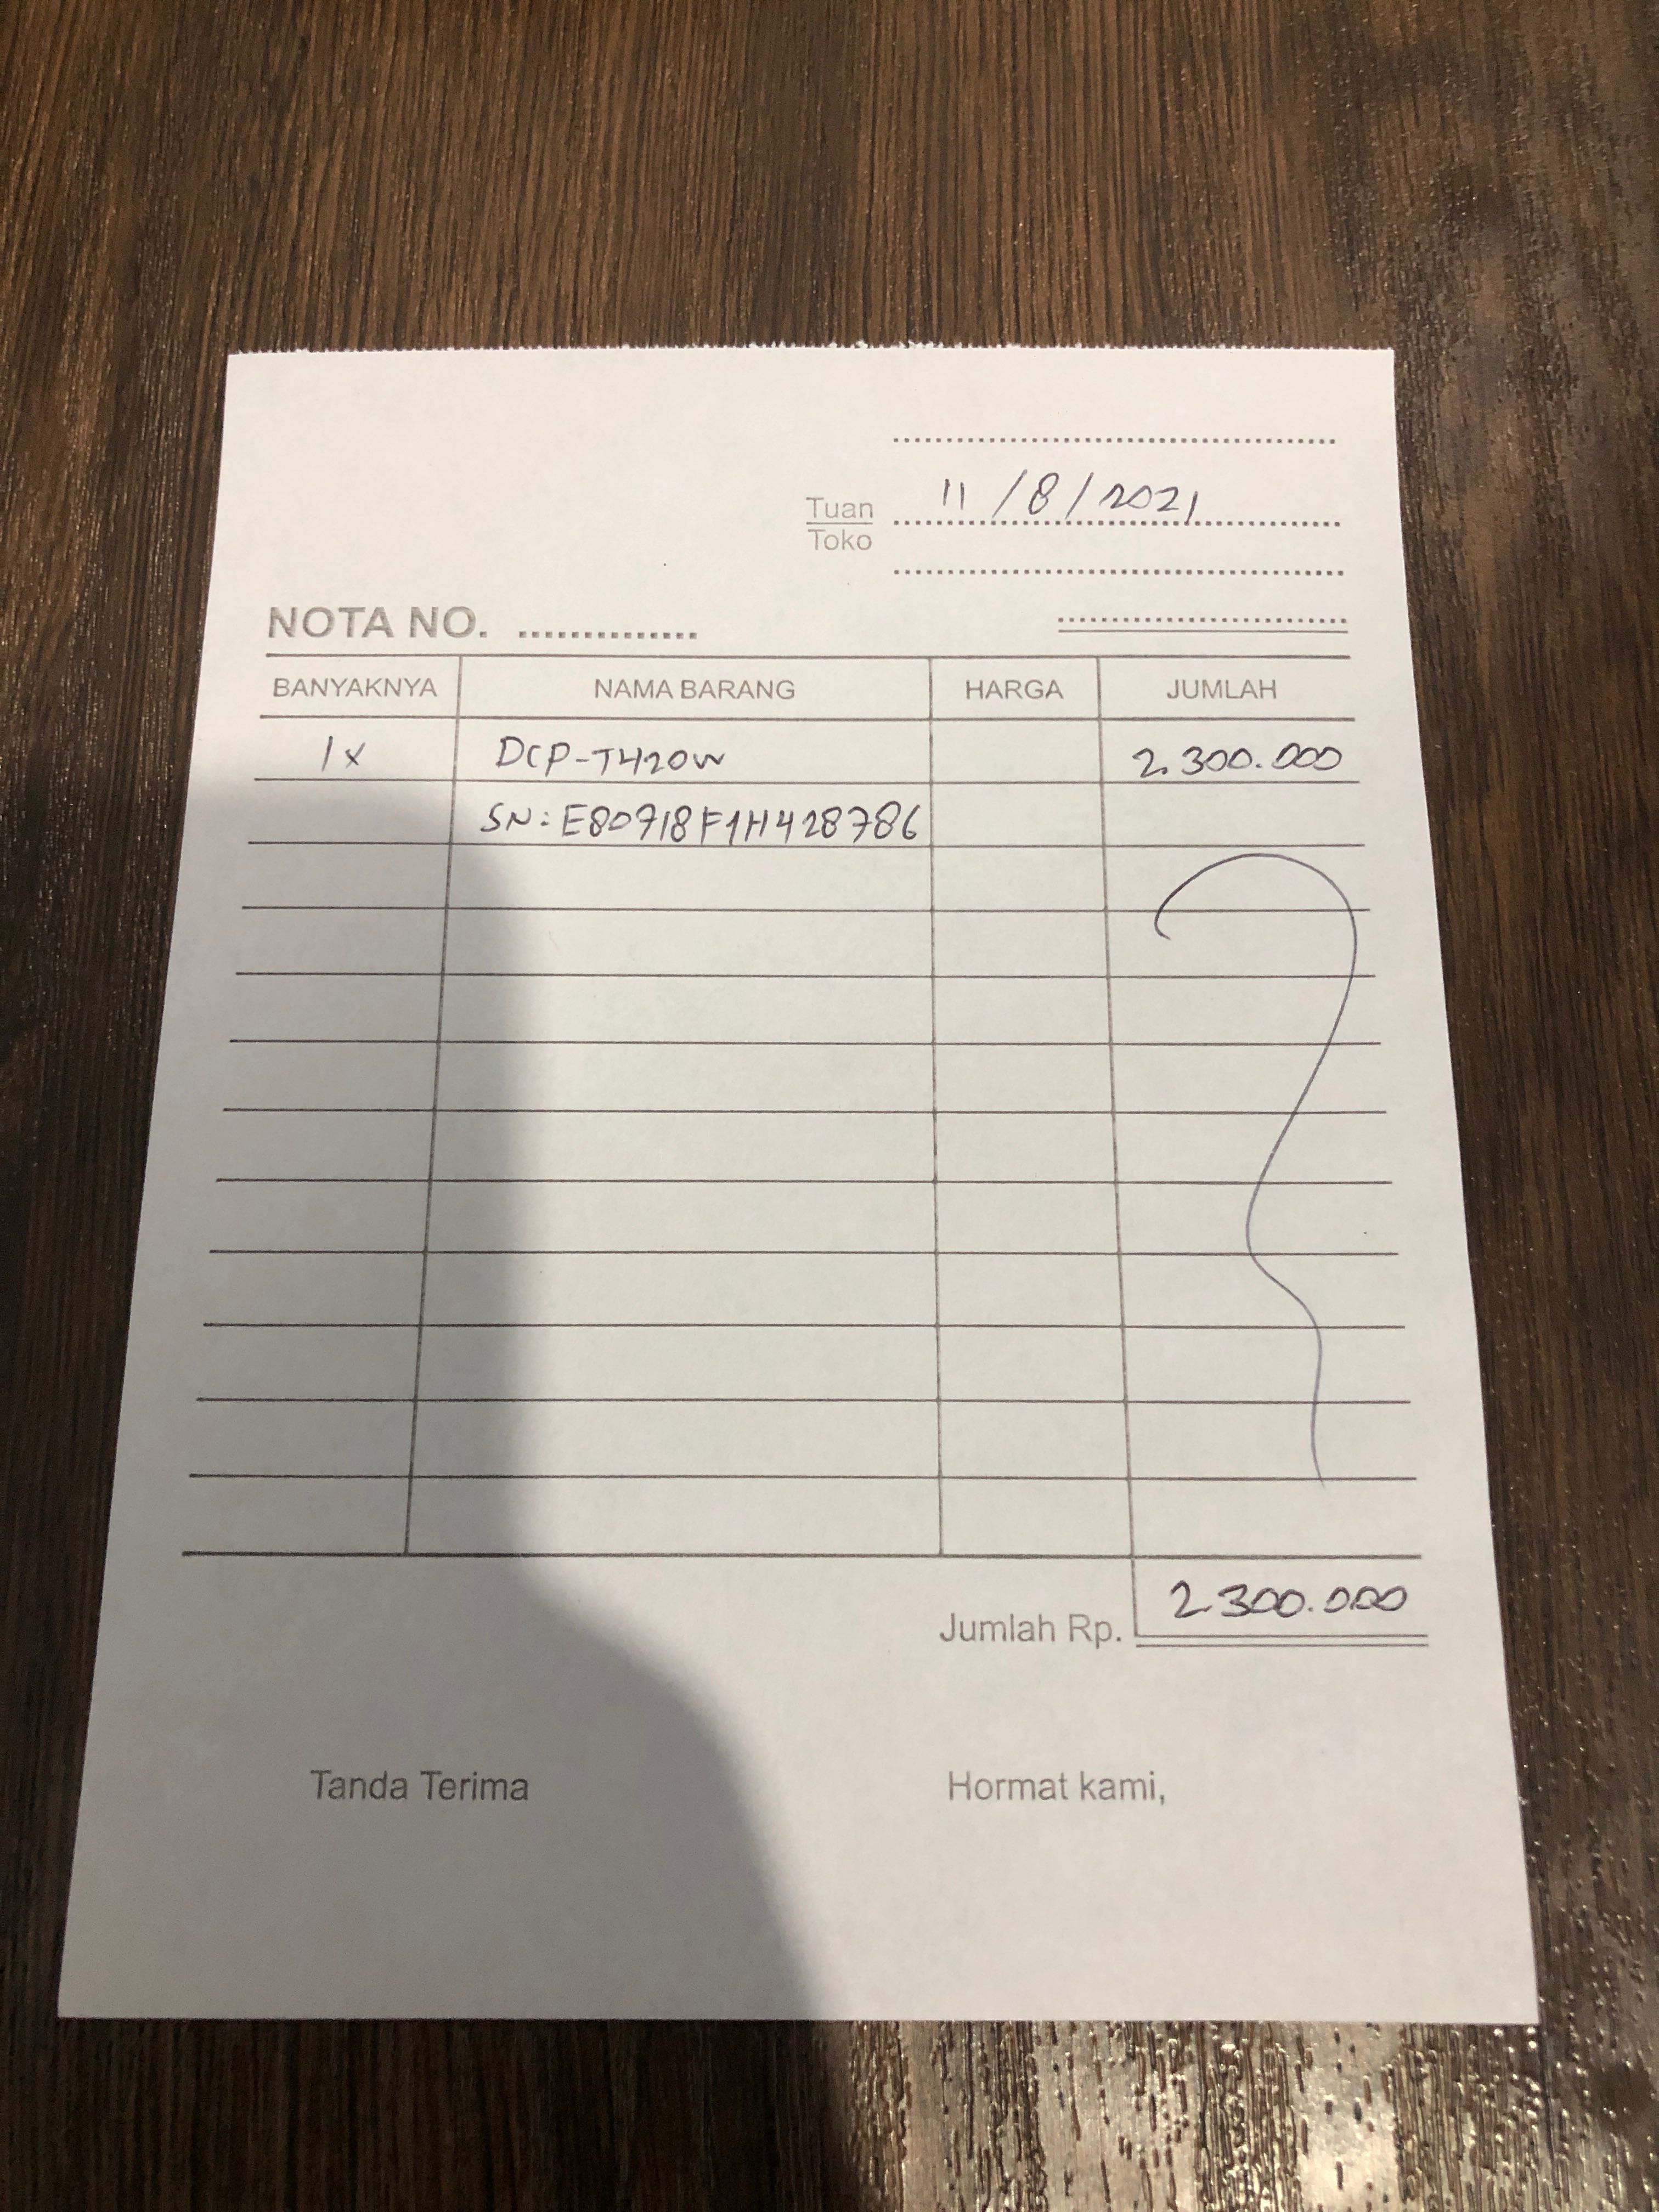 11/8/2021
Tuan
Toko
NOTA NO.
BANYAKNYA NAMA BARANG HARGA JUMLAH
1x DCP-T420W 2.300.000
SN: E80718F1H428786
Jumlah Rp. 2.300.000
Tanda Terima Hormat kami,